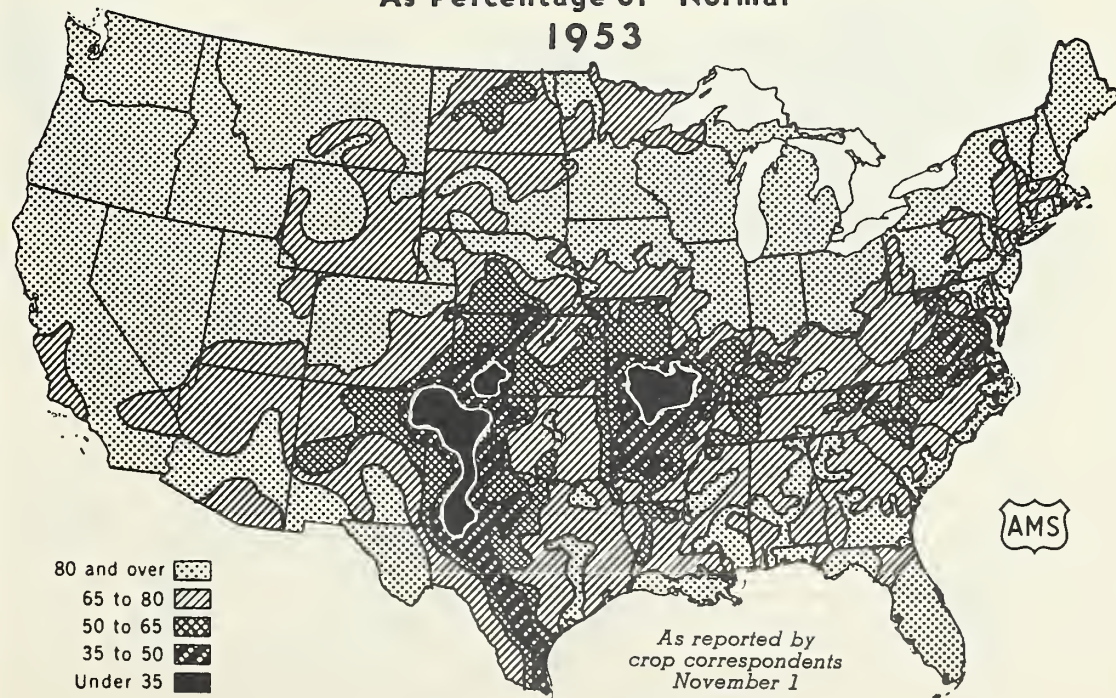 As Percentage of "Normal"
1953
80 and over
65 to 80
50 to 65
35 to 50
Under 35
As reported by
crop correspondents
November 1
AMS